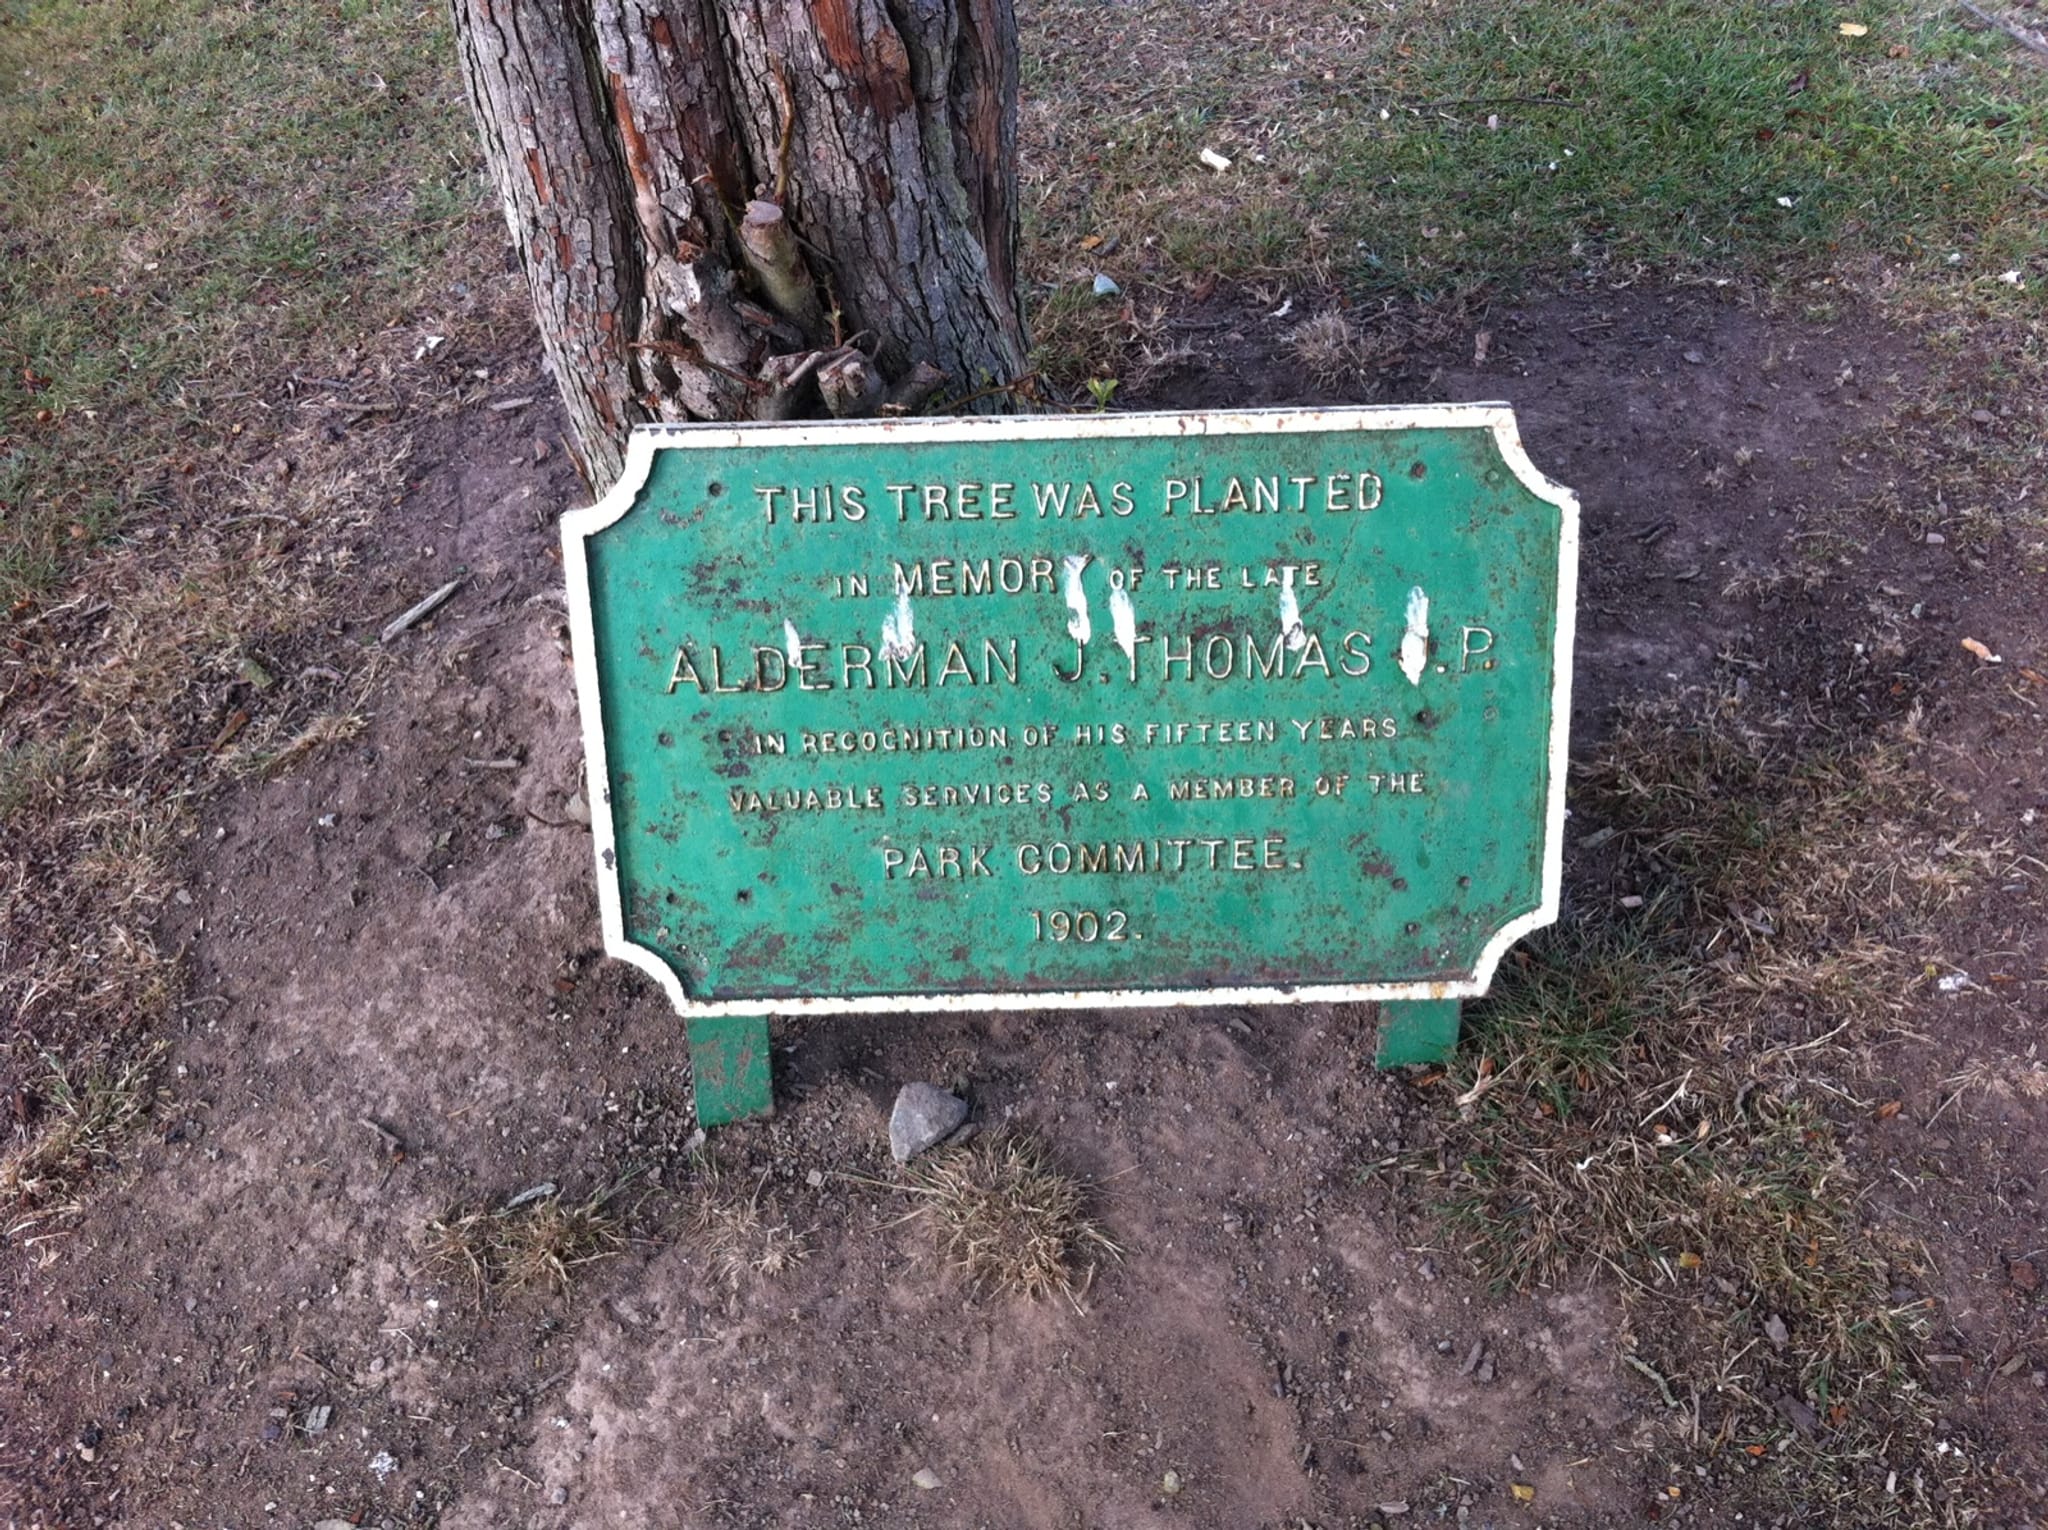 THIS TREE WAS PLANTED
IN MEMORY OF THE LATE
ALDERMAN J. THOMAS J.P.
IN RECOGNITION OF HIS FIFTEEN YEARS
VALUABLE SERVICES AS A MEMBER OF THE
PARK COMMITTEE.
1902.